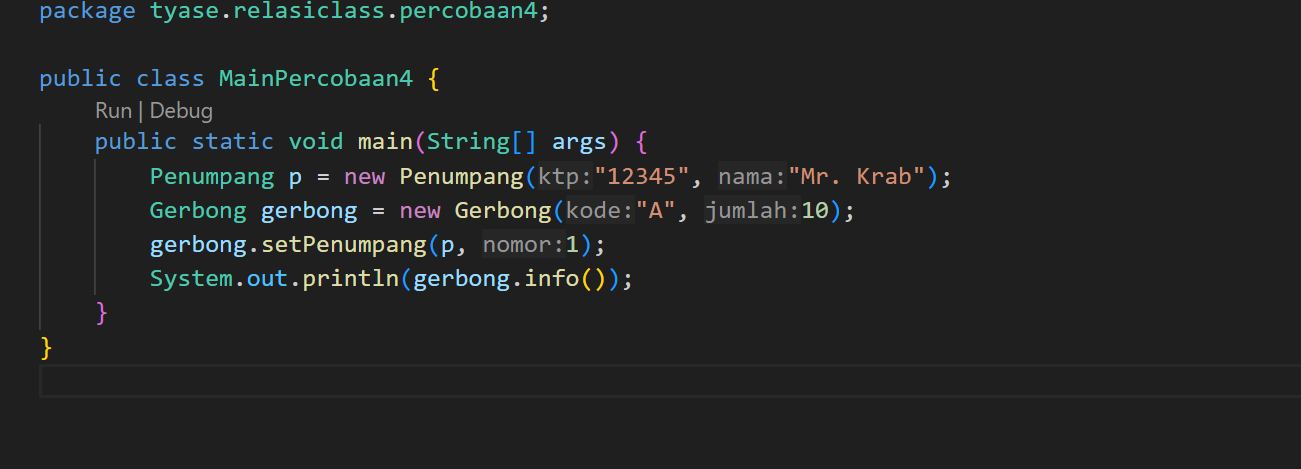 package tyase.relasiclass.percobaan4;
public class MainPercobaan4 {
Run | Debug
public static void main(String[] args) {
Penumpang p = new Penumpang(ktp:"12345", nama:"Mr. Krab");
Gerbong gerbong = new Gerbong(kode:"A", jumlah:10);
gerbong.setPenumpang(p, nomor:1);
System.out.println(gerbong.info());
}
}